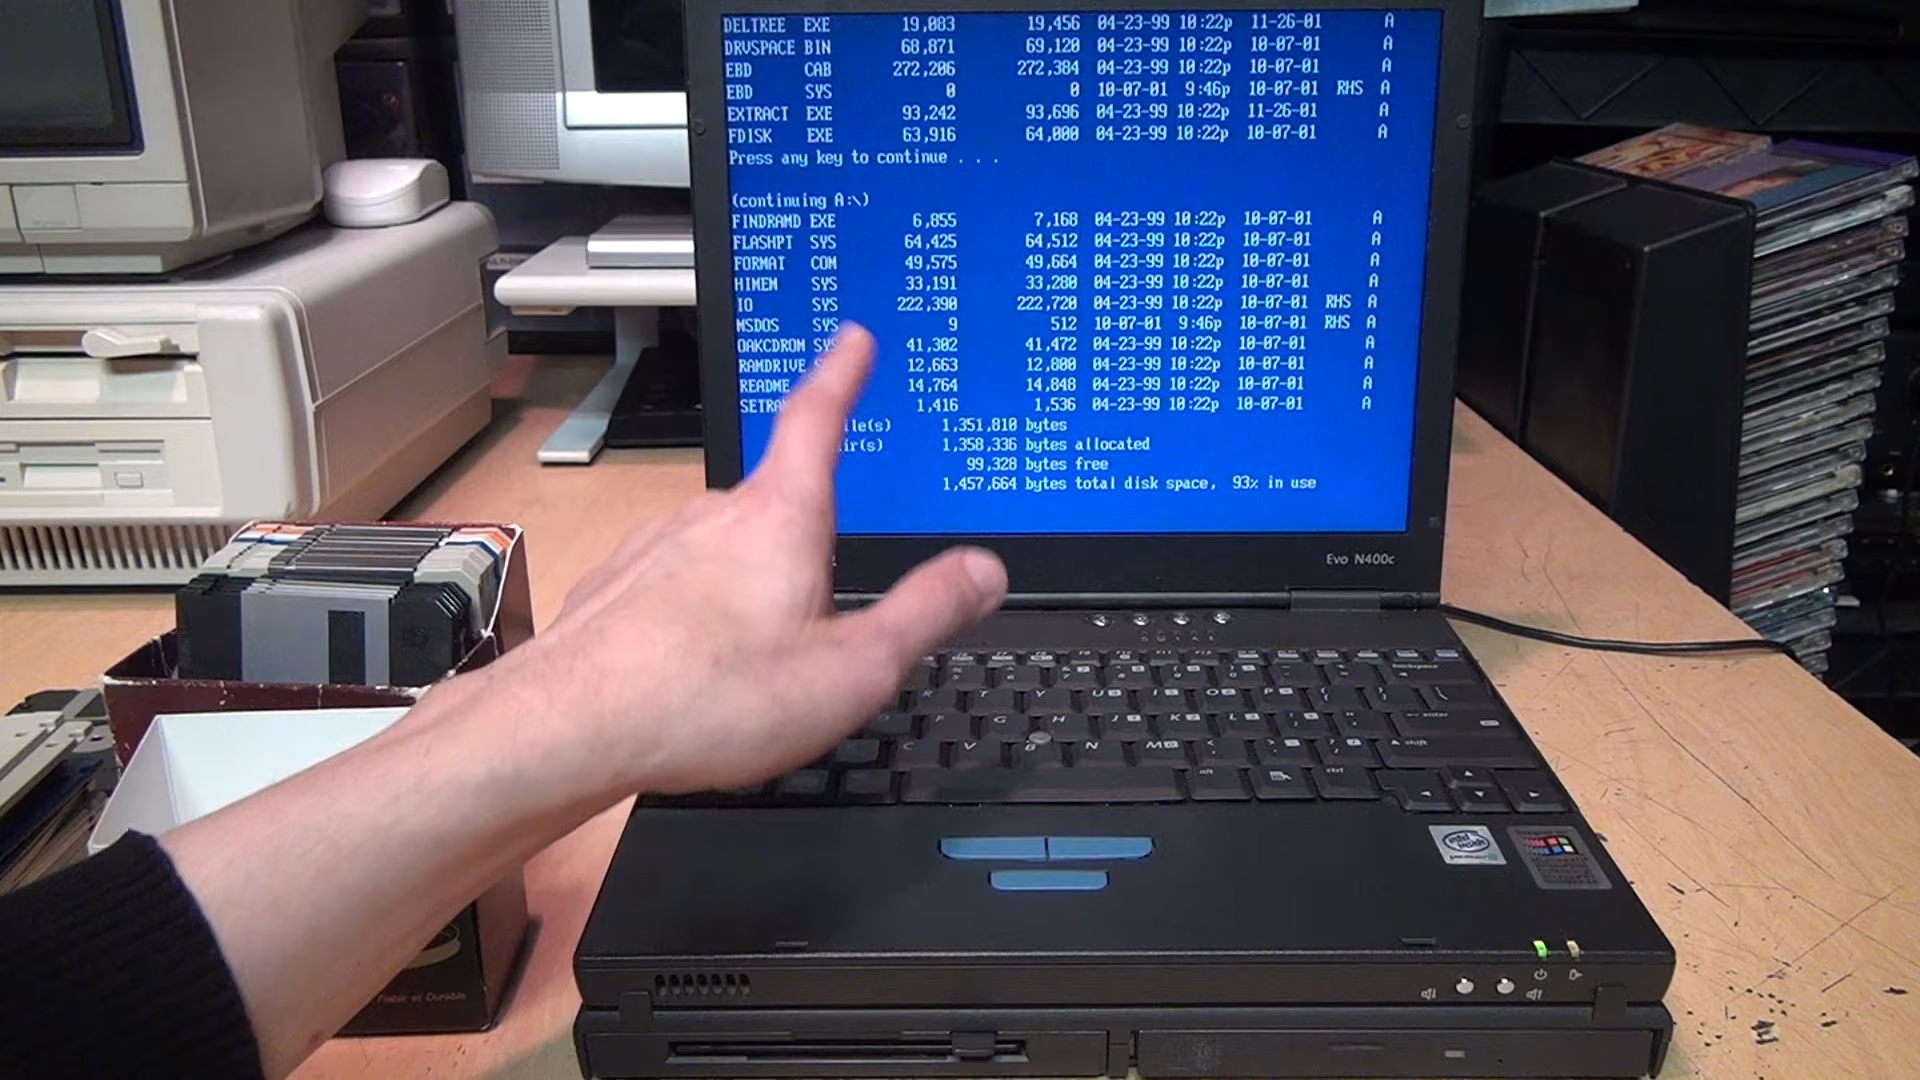 DELTREE EXE 19,083 19,456 04-23-99 10:22p 11-26-01 A
DRVSPACE BIN 68,871 69,120 04-23-99 10:22p 10-07-01 A
EBD CAB 272,206 272,384 04-23-99 10:22p 10-07-01 A
EBD SYS 0 0 10-07-01 9:46p 10-07-01 RHS A
EXTRACT EXE 93,242 93,696 04-23-99 10:22p 11-26-01 A
FDISK EXE 63,916 64,000 04-23-99 10:22p 10-07-01 A
Press any key to continue . . .
(continuing A:\)
FINDRAMD EXE 6,855 7,168 04-23-99 10:22p 10-07-01 A
FLASHPT SYS 64,425 64,512 04-23-99 10:22p 10-07-01 A
FORMAT COM 49,575 49,664 04-23-99 10:22p 10-07-01 A
HIMEM SYS 33,191 33,280 04-23-99 10:22p 10-07-01 A
IO SYS 222,390 222,720 04-23-99 10:22p 10-07-01 RHS A
MSDOS SYS 9 512 10-07-01 9:46p 10-07-01 RHS A
OAKCDROM SYS 41,302 41,472 04-23-99 10:22p 10-07-01 A
RAMDRIVE 12,663 12,800 04-23-99 10:22p 10-07-01 A
README 14,764 14,848 04-23-99 10:22p 10-07-01 A
1,416 1,536 04-23-99 10:22p 10-07-01 A
ile(s) 1,351,810 bytes
ir(s) 1,358,336 bytes allocated
99,328 bytes free
1,457,664 bytes total disk space, 93% in use
Evo N400c
backspace
R T Y U I O P
F G H J K L
enter
C V B N M
shift
alt ctrl
intel inside
Fiable et Durable